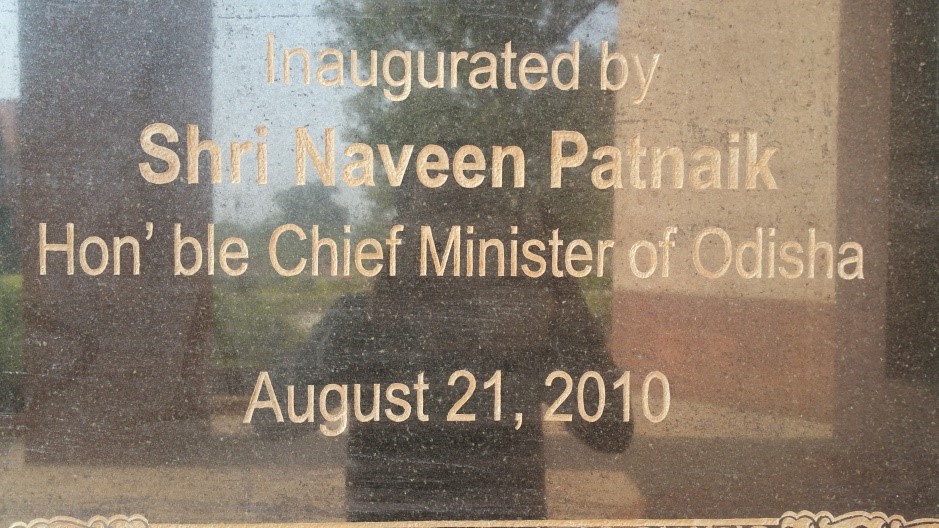 Inaugurated by
Shri Naveen Patnaik
Hon' ble Chief Minister of Odisha
August 21, 2010